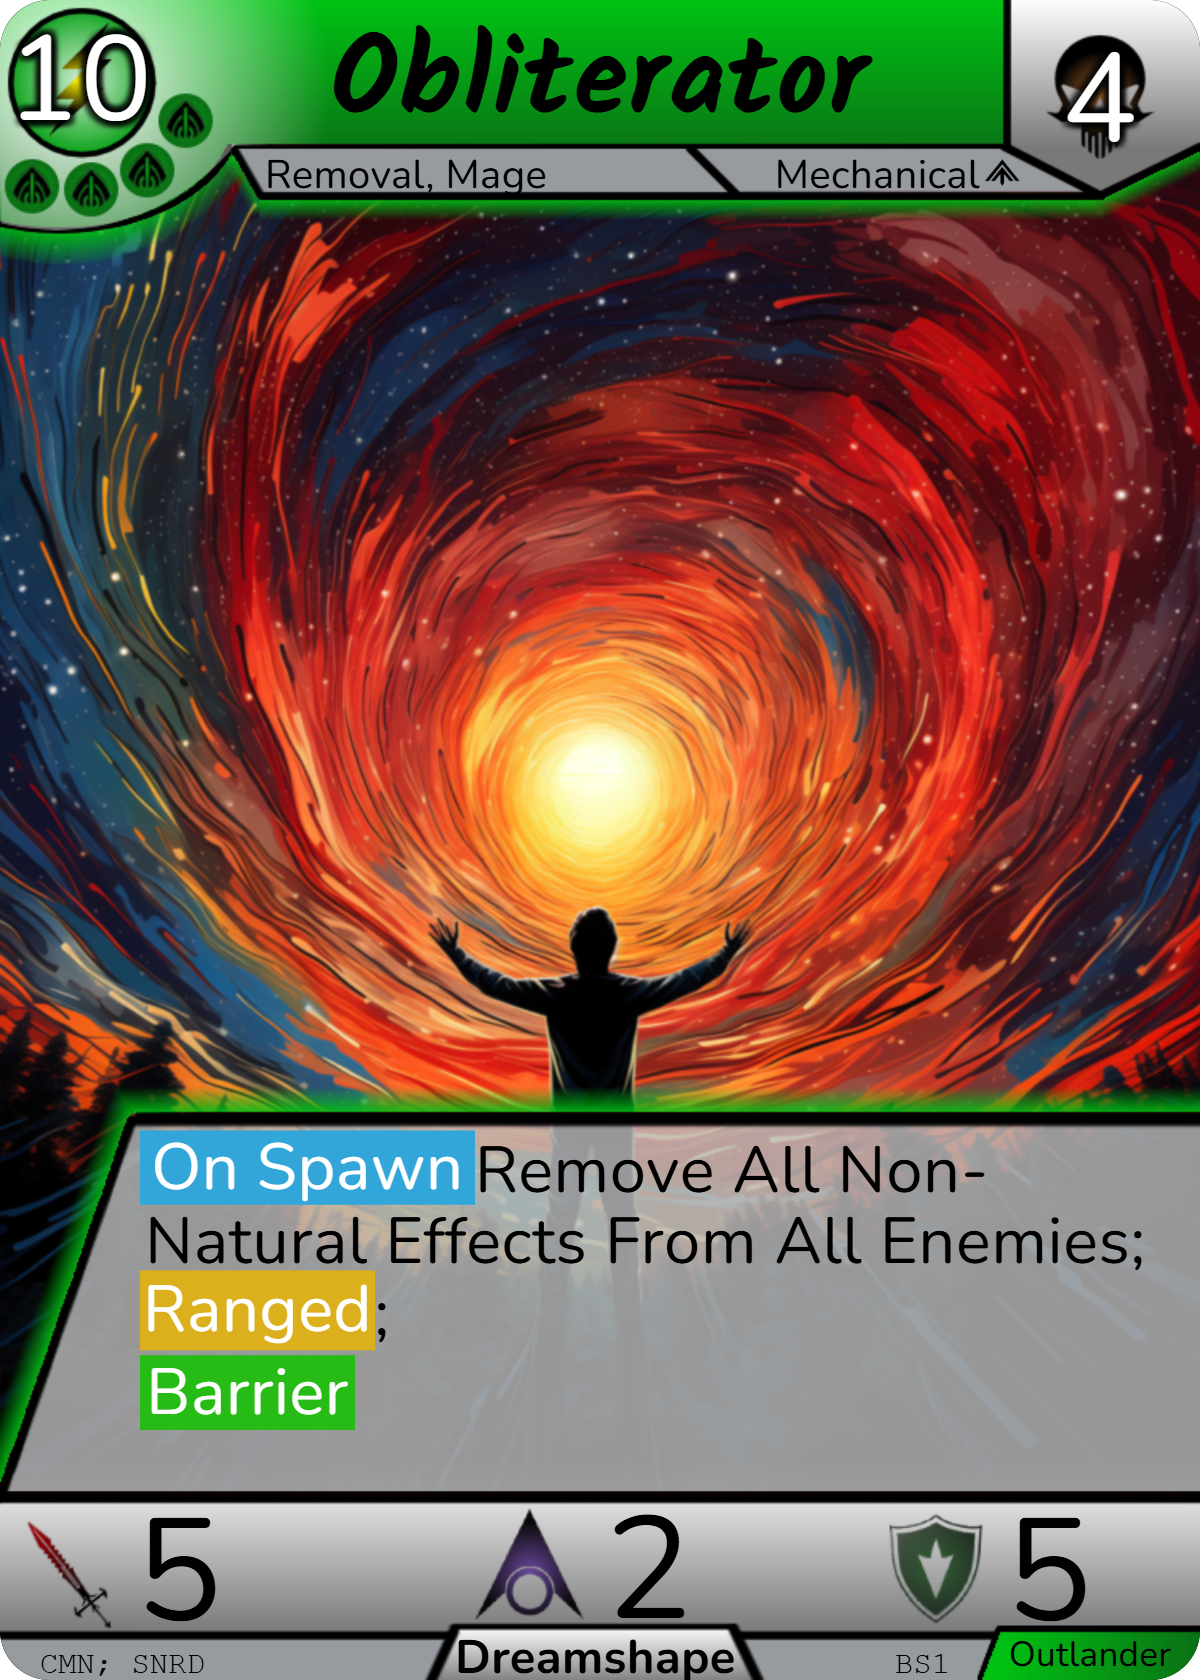 10
Obliterator
4
Removal, Mage
Mechanical
On Spawn Remove All Non-
Natural Effects From All Enemies;
Ranged;
Barrier
5
2
5
CMN; SNRD
Dreamshape
BS1
Outlander